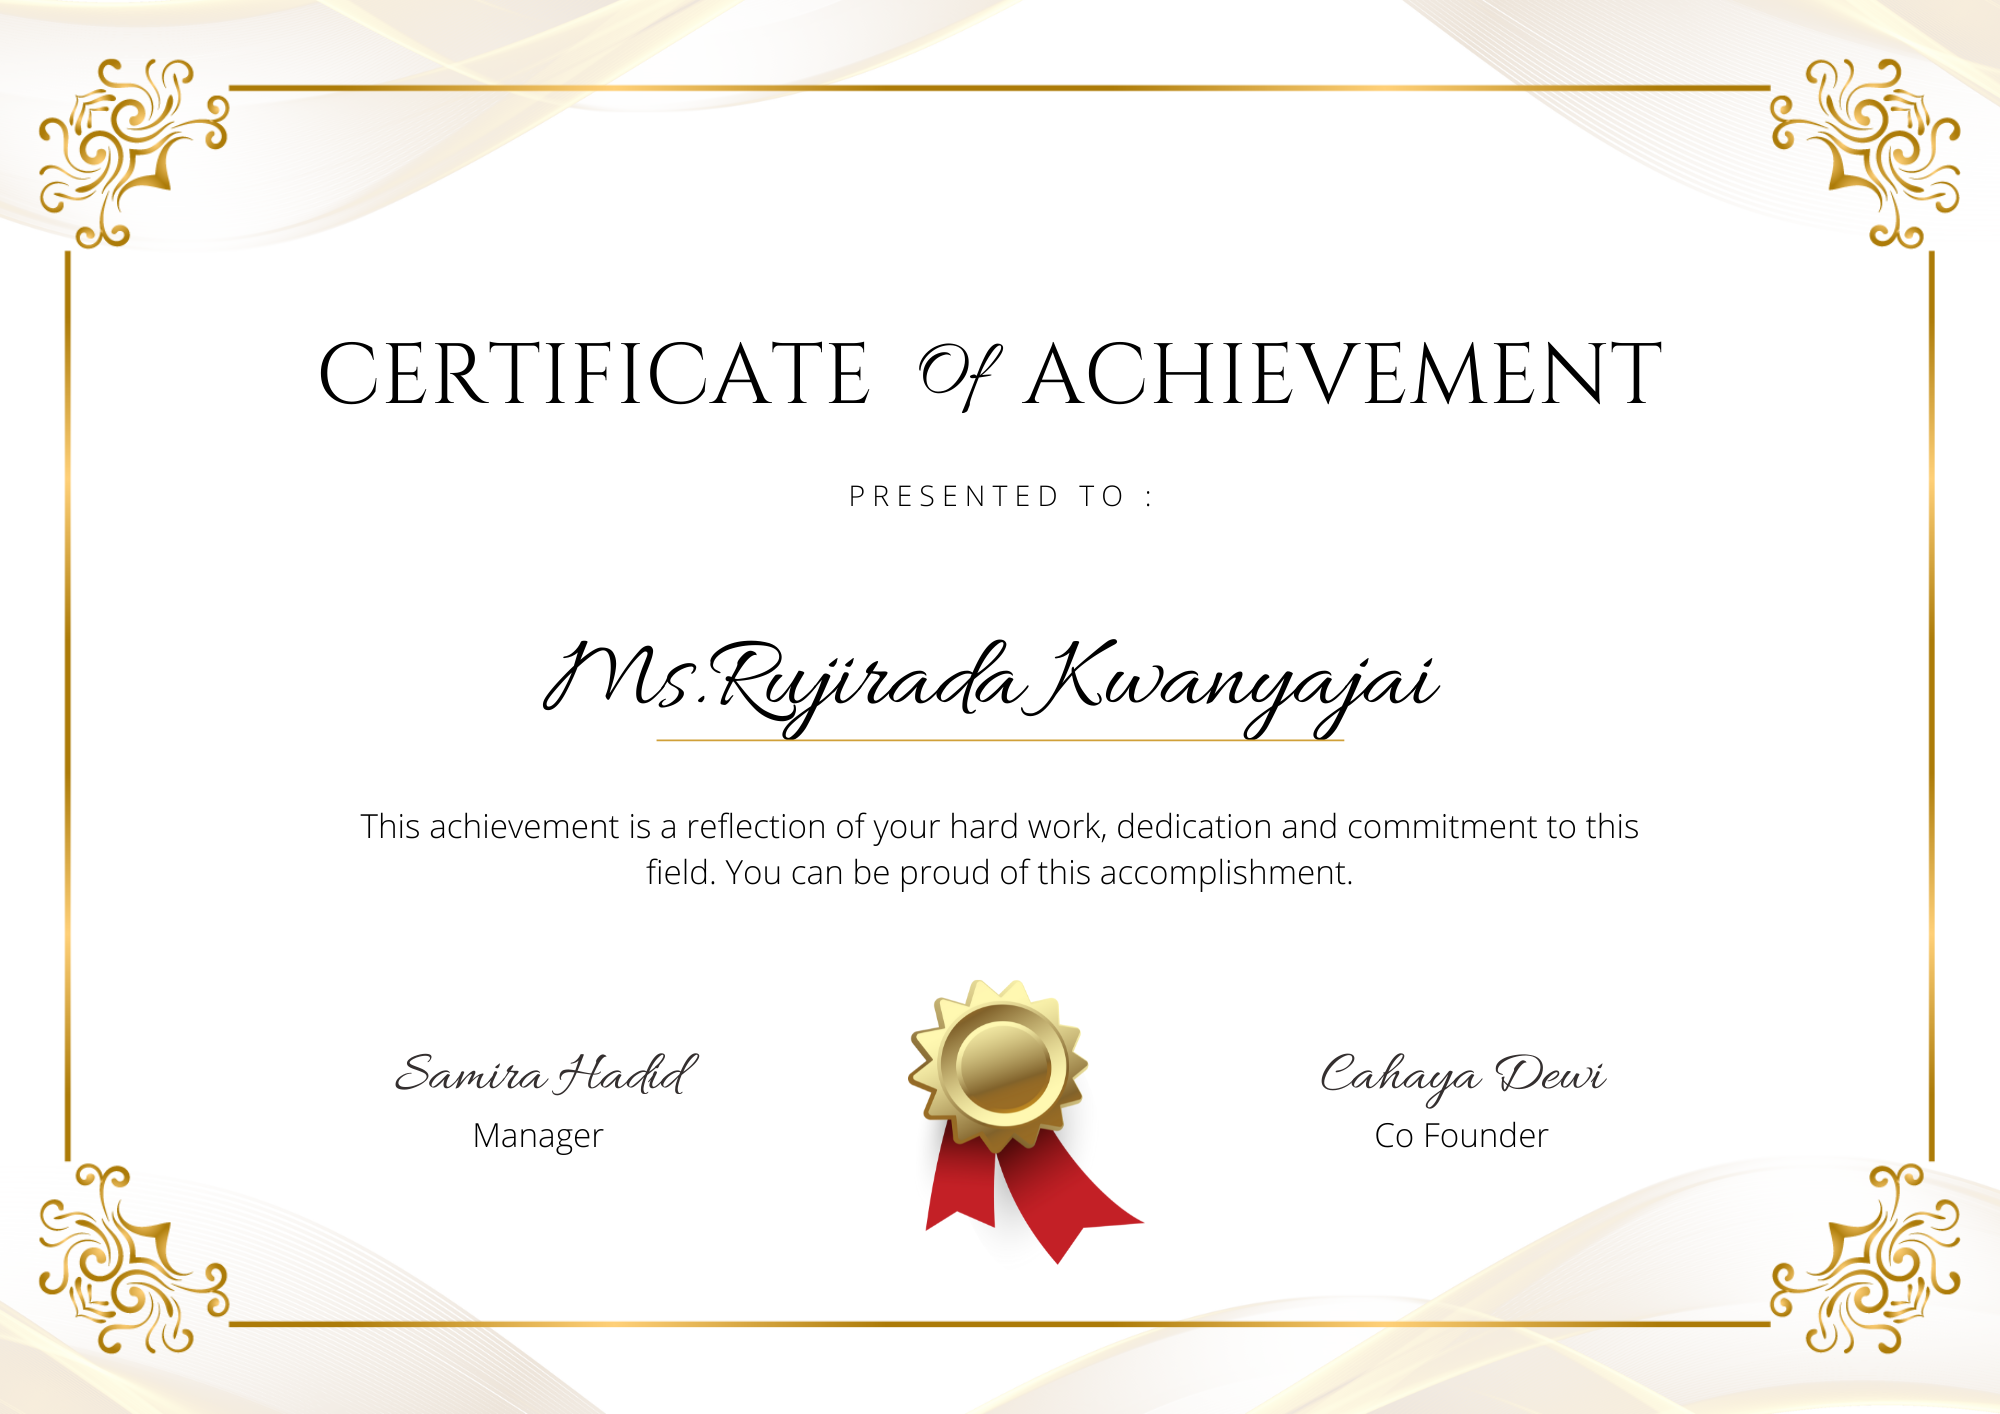 CERTIFICATE Of ACHIEVEMENT
PRESENTED TO :
Ms.Rujirada Kwanyajai
This achievement is a reflection of your hard work, dedication and commitment to this
field. You can be proud of this accomplishment.
Samira Hadid
Manager
Cahaya Dewi
Co Founder